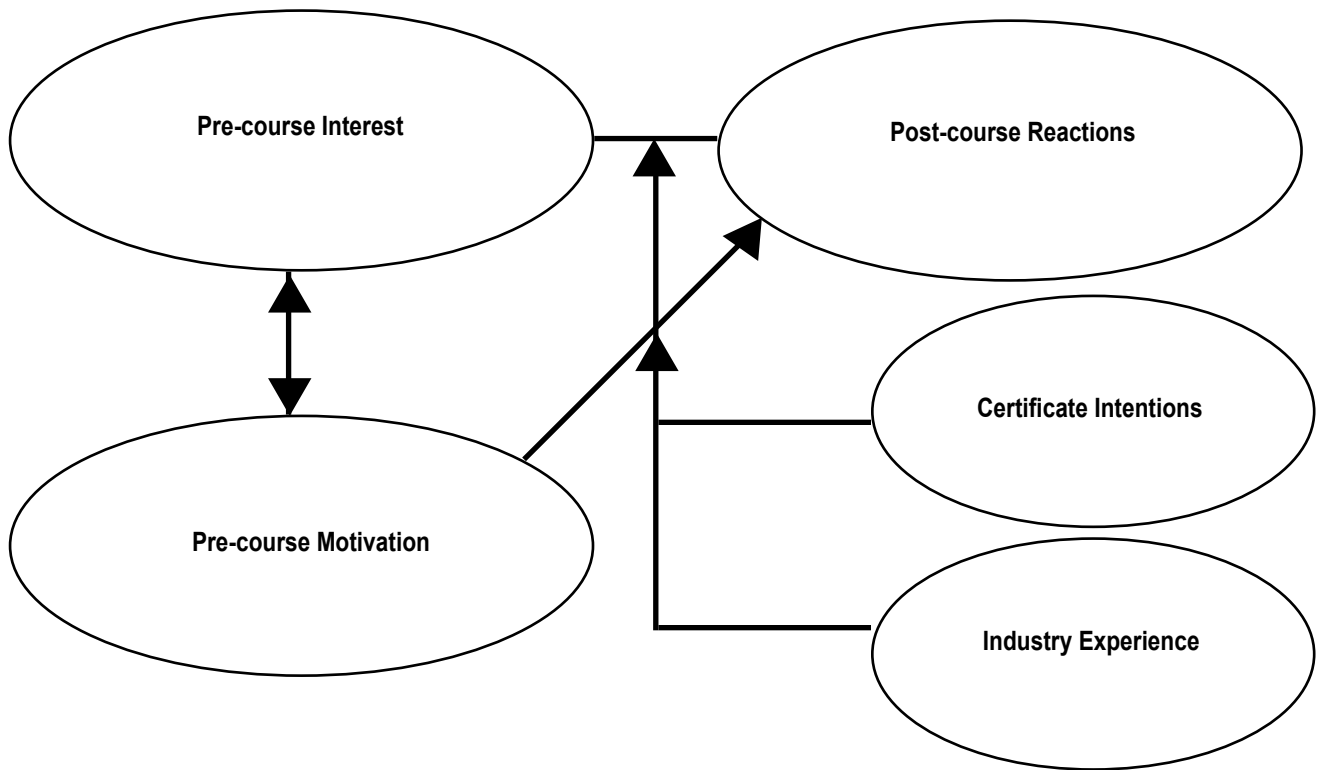 Pre-course Interest
Post-course Reactions
Certificate Intentions
Pre-course Motivation
Industry Experience